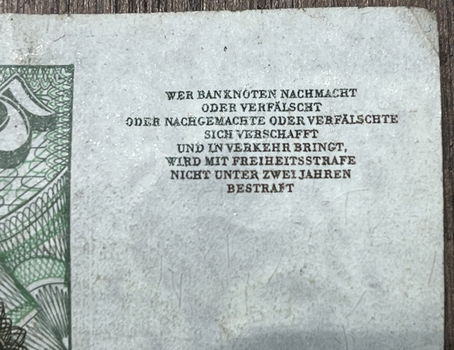 5
WER BANKNOTEN NACHMACHT
ODER VERFÄLSCHT
ODER NACHGEMACHTE ODER VERFÄLSCHTE
SICH VERSCHAFFT
UND IN VERKEHR BRINGT,
WIRD MIT FREIHEITSSTRAFE
NICHT UNTER ZWEI JAHREN
BESTRAFT